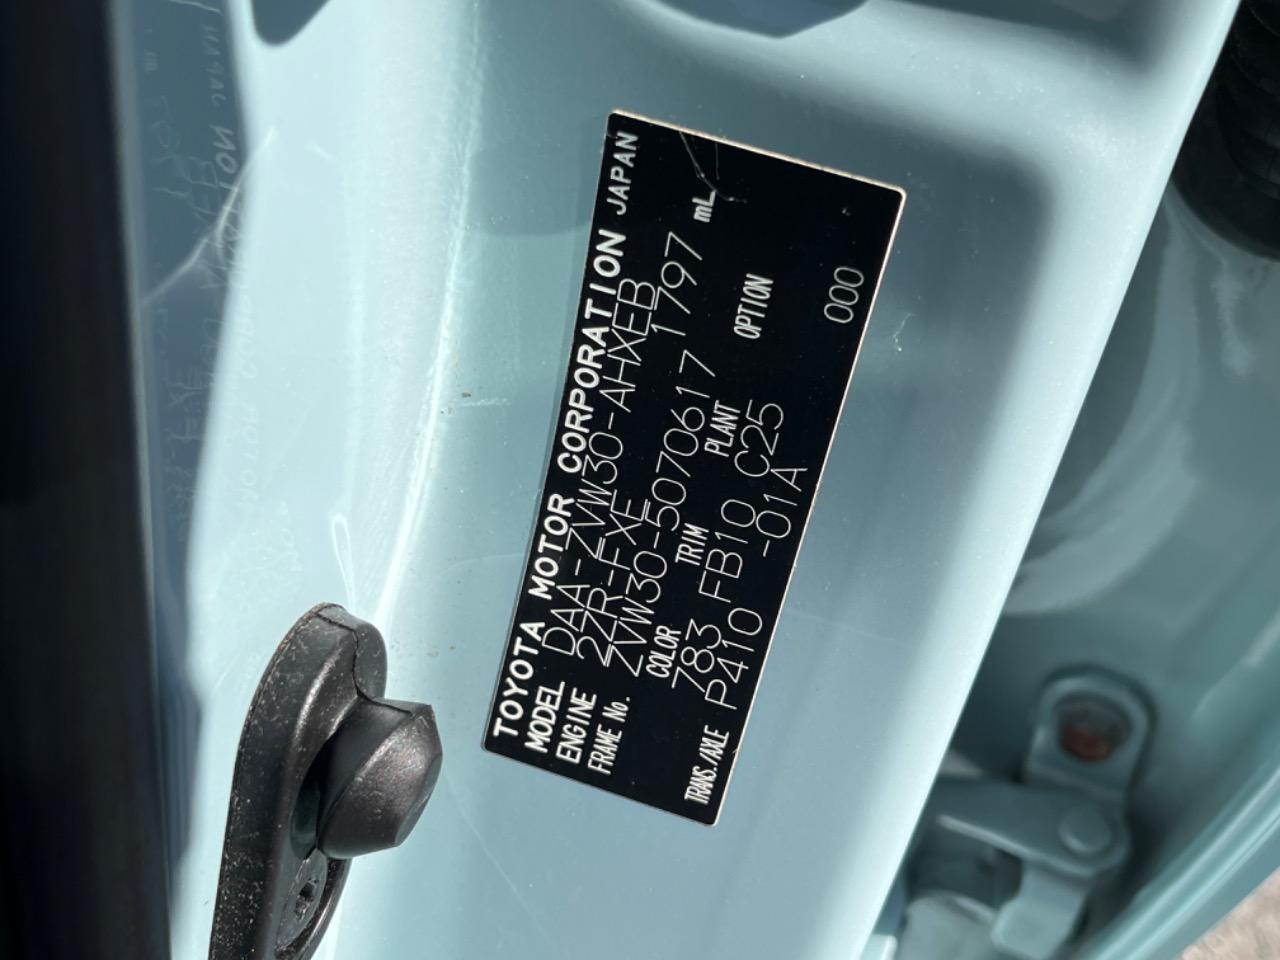 TOYOTA MOTOR CORPORATION JAPAN
MODEL DAA-ZVW30-AHXEB
ENGINE 2ZR-FXE 1797 mL
FRAME No. ZVW30-5070617
COLOR TRIM PLANT OPTION
783 FB10 C25
TRANS./AXLE P410 -01A 000